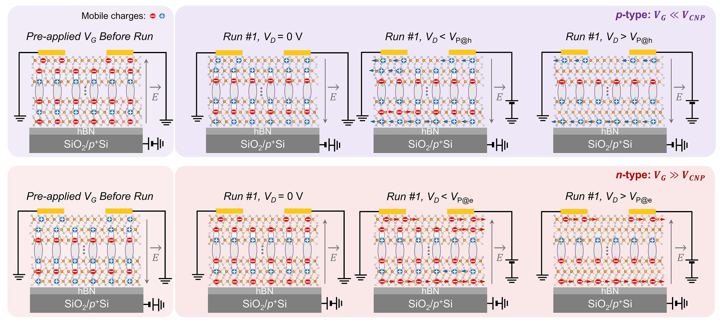 Mobile charges:
p-type: V_G ≪ V_CNP
Pre-applied V_G Before Run
Run #1, V_D = 0 V
Run #1, V_D < V_P@h
Run #1, V_D > V_P@h
E
E
E
E
hBN
hBN
hBN
hBN
SiO₂/p⁺Si
SiO₂/p⁺Si
SiO₂/p⁺Si
SiO₂/p⁺Si
n-type: V_G ≫ V_CNP
Pre-applied V_G Before Run
Run #1, V_D = 0 V
Run #1, V_D < V_P@e
Run #1, V_D > V_P@e
E
E
E
E
hBN
hBN
hBN
hBN
SiO₂/p⁺Si
SiO₂/p⁺Si
SiO₂/p⁺Si
SiO₂/p⁺Si